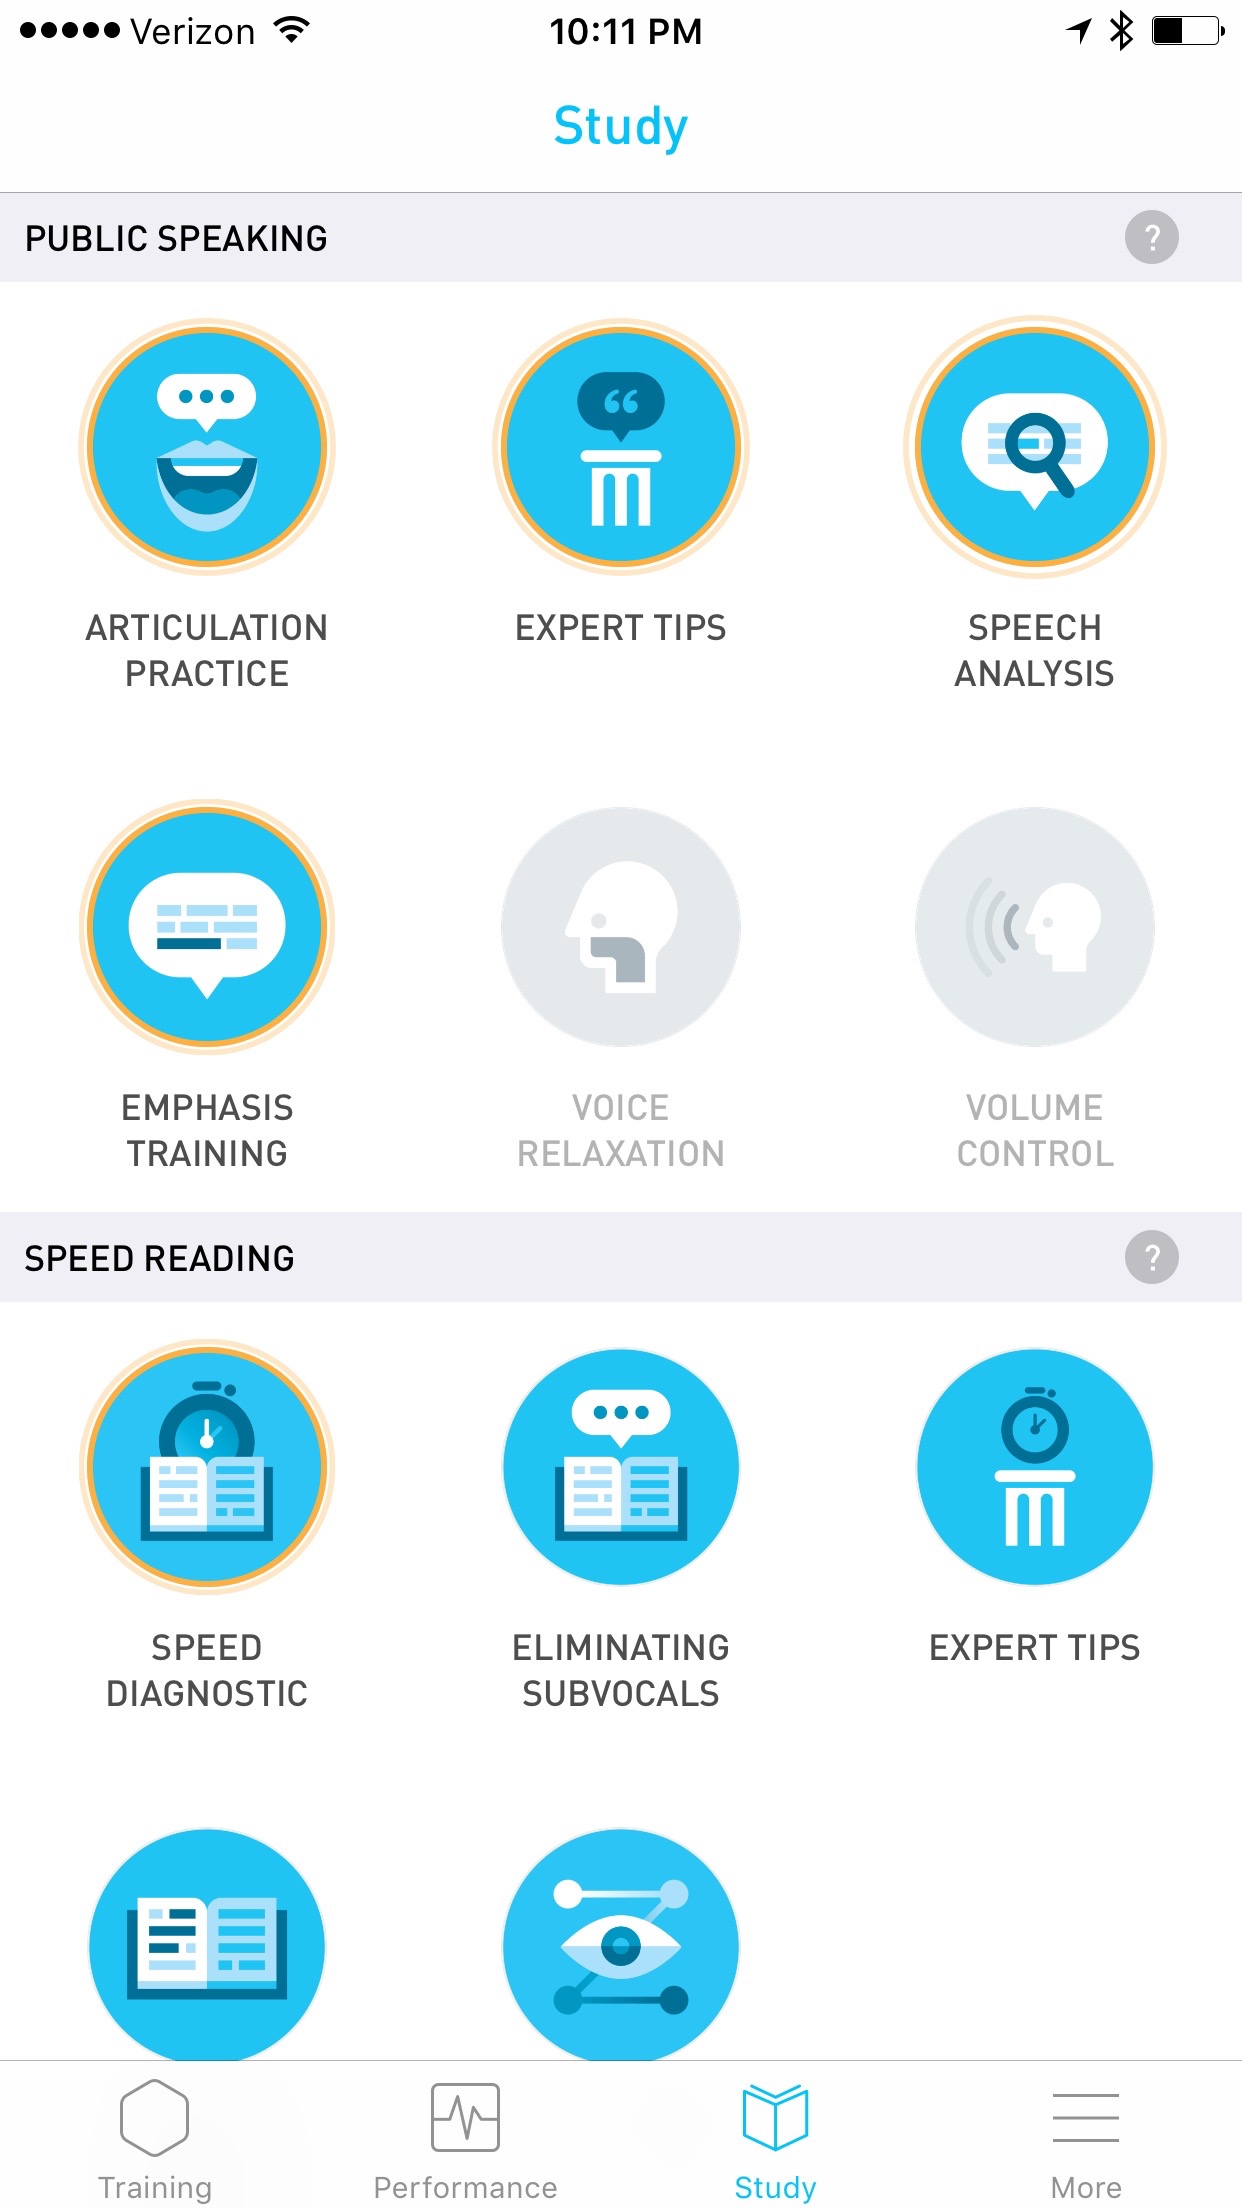 Verizon 10:11 PM
Study
PUBLIC SPEAKING ?
ARTICULATION
PRACTICE
EXPERT TIPS
SPEECH
ANALYSIS
EMPHASIS
TRAINING
VOICE
RELAXATION
VOLUME
CONTROL
SPEED READING ?
SPEED
DIAGNOSTIC
ELIMINATING
SUBVOCALS
EXPERT TIPS
Training Performance Study More